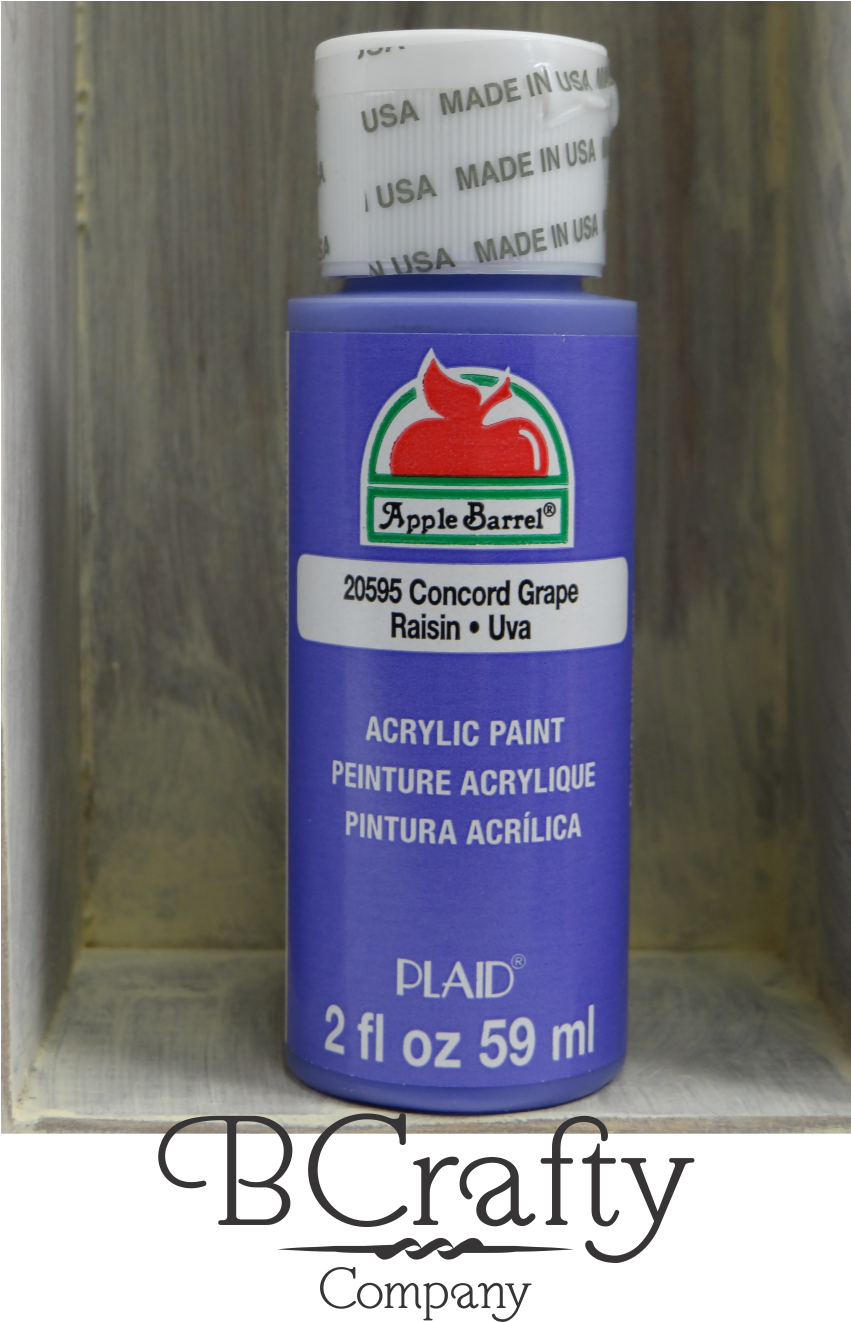 USA MADE IN USA
USA MADE IN USA
N USA MADE IN USA
Apple Barrel®
20595 Concord Grape
Raisin • Uva
ACRYLIC PAINT
PEINTURE ACRYLIQUE
PINTURA ACRÍLICA
PLAID®
2 fl oz 59 ml
BCrafty
Company